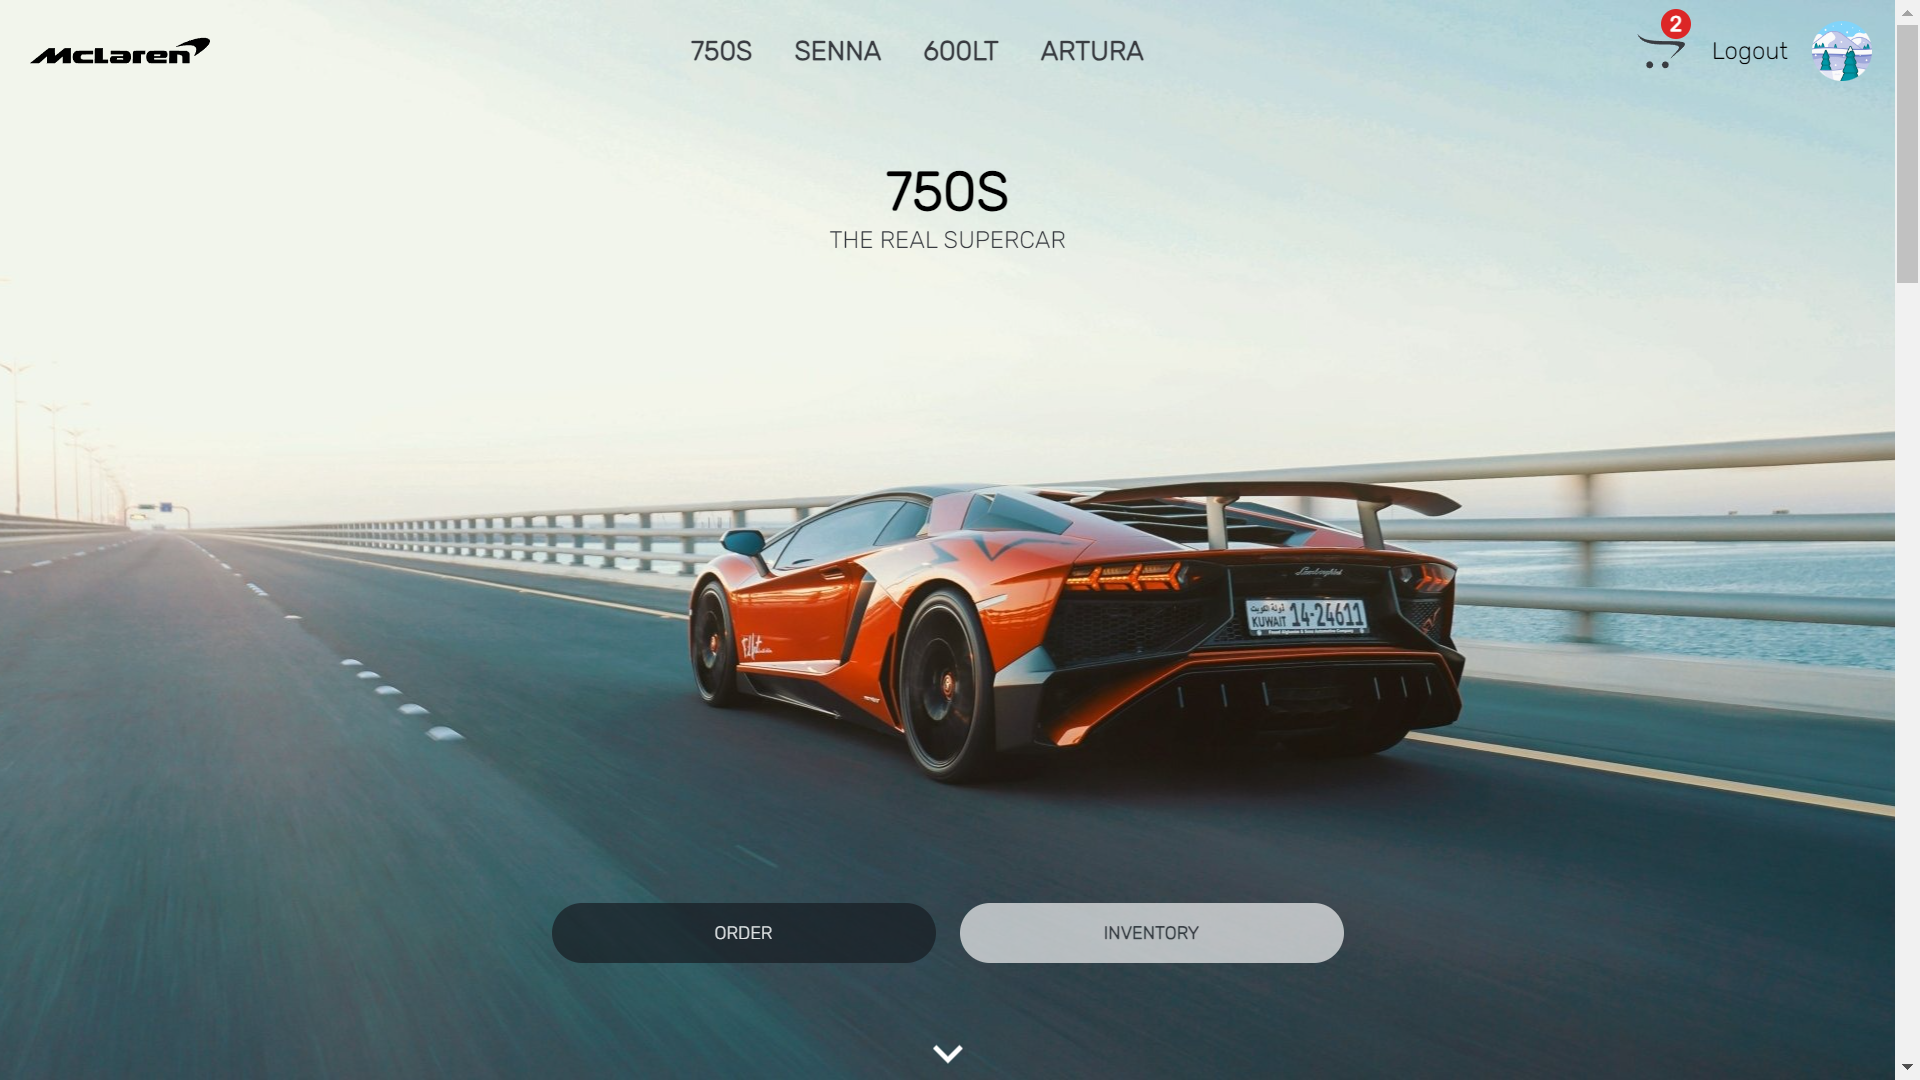 McLaren
750S SENNA 600LT ARTURA
2
Logout
750S
THE REAL SUPERCAR
Lamborghini
دولة الكويت
KUWAIT 14-24611
ORDER
INVENTORY